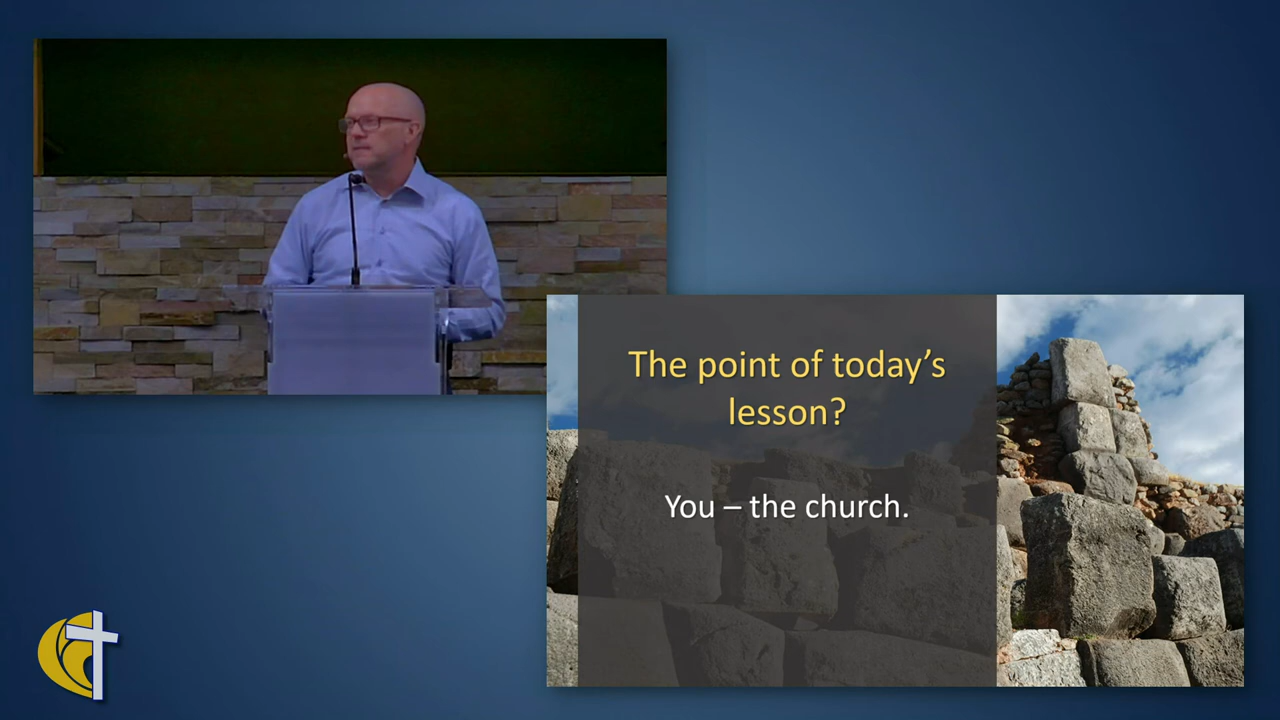 The point of today’s
lesson?
You – the church.